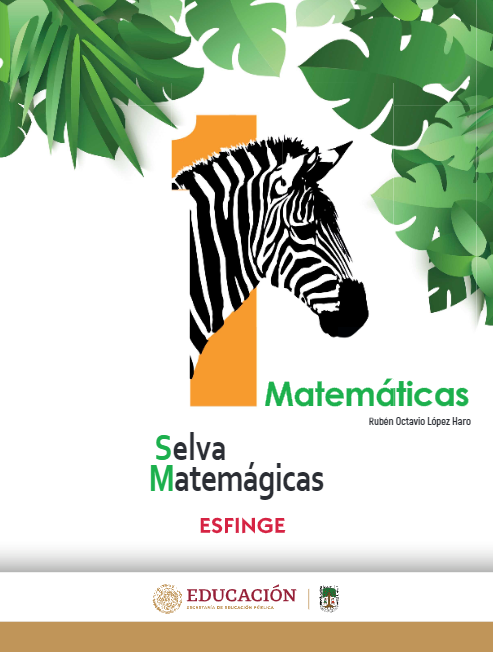 1
Matemáticas
Rubén Octavio López Haro
Selva
Matemágicas
ESFINGE
EDUCACIÓN
SECRETARÍA DE EDUCACIÓN PÚBLICA